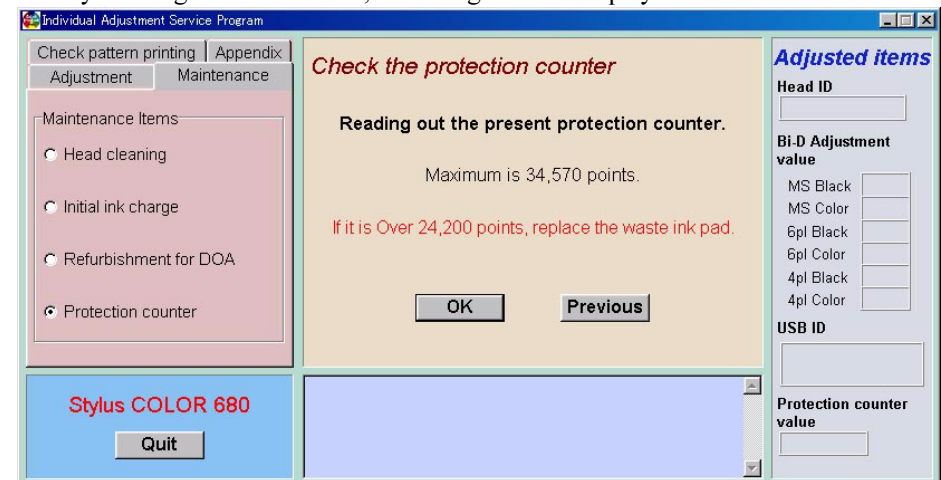 Individual Adjustment Service Program
Check pattern printing Appendix
Adjustment Maintenance
Maintenance Items
Head cleaning
Initial ink charge
Refurbishment for DOA
Protection counter
Stylus COLOR 680
Quit
Check the protection counter
Reading out the present protection counter.
Maximum is 34,570 points.
If it is Over 24,200 points, replace the waste ink pad.
OK Previous
Adjusted items
Head ID
Bi-D Adjustment
value
MS Black
MS Color
6pl Black
6pl Color
4pl Black
4pl Color
USB ID
Protection counter
value